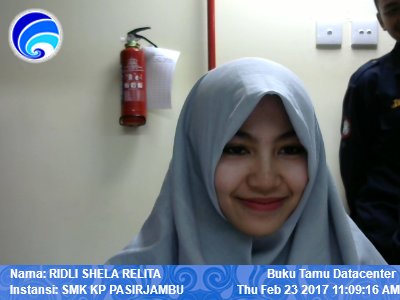 Nama: RIDLI SHELA RELITA
Buku Tamu Datacenter
Instansi: SMK KP PASIRJAMBU
Thu Feb 23 2017 11:09:16 AM